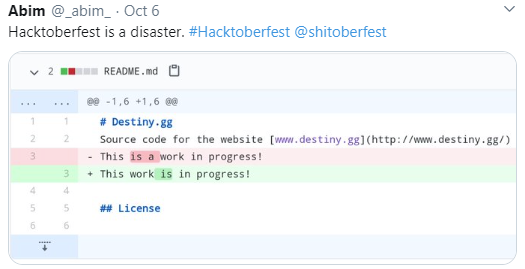 Abim @_abim_ · Oct 6
Hacktoberfest is a disaster. #Hacktoberfest @shitoberfest
2 README.md
... ... @@ -1,6 +1,6 @@
1 1 # Destiny.gg
2 2 Source code for the website [www.destiny.gg](http://www.destiny.gg/)
3 - This is a work in progress!
3 + This work is in progress!
4 4
5 5 ## License
6 6